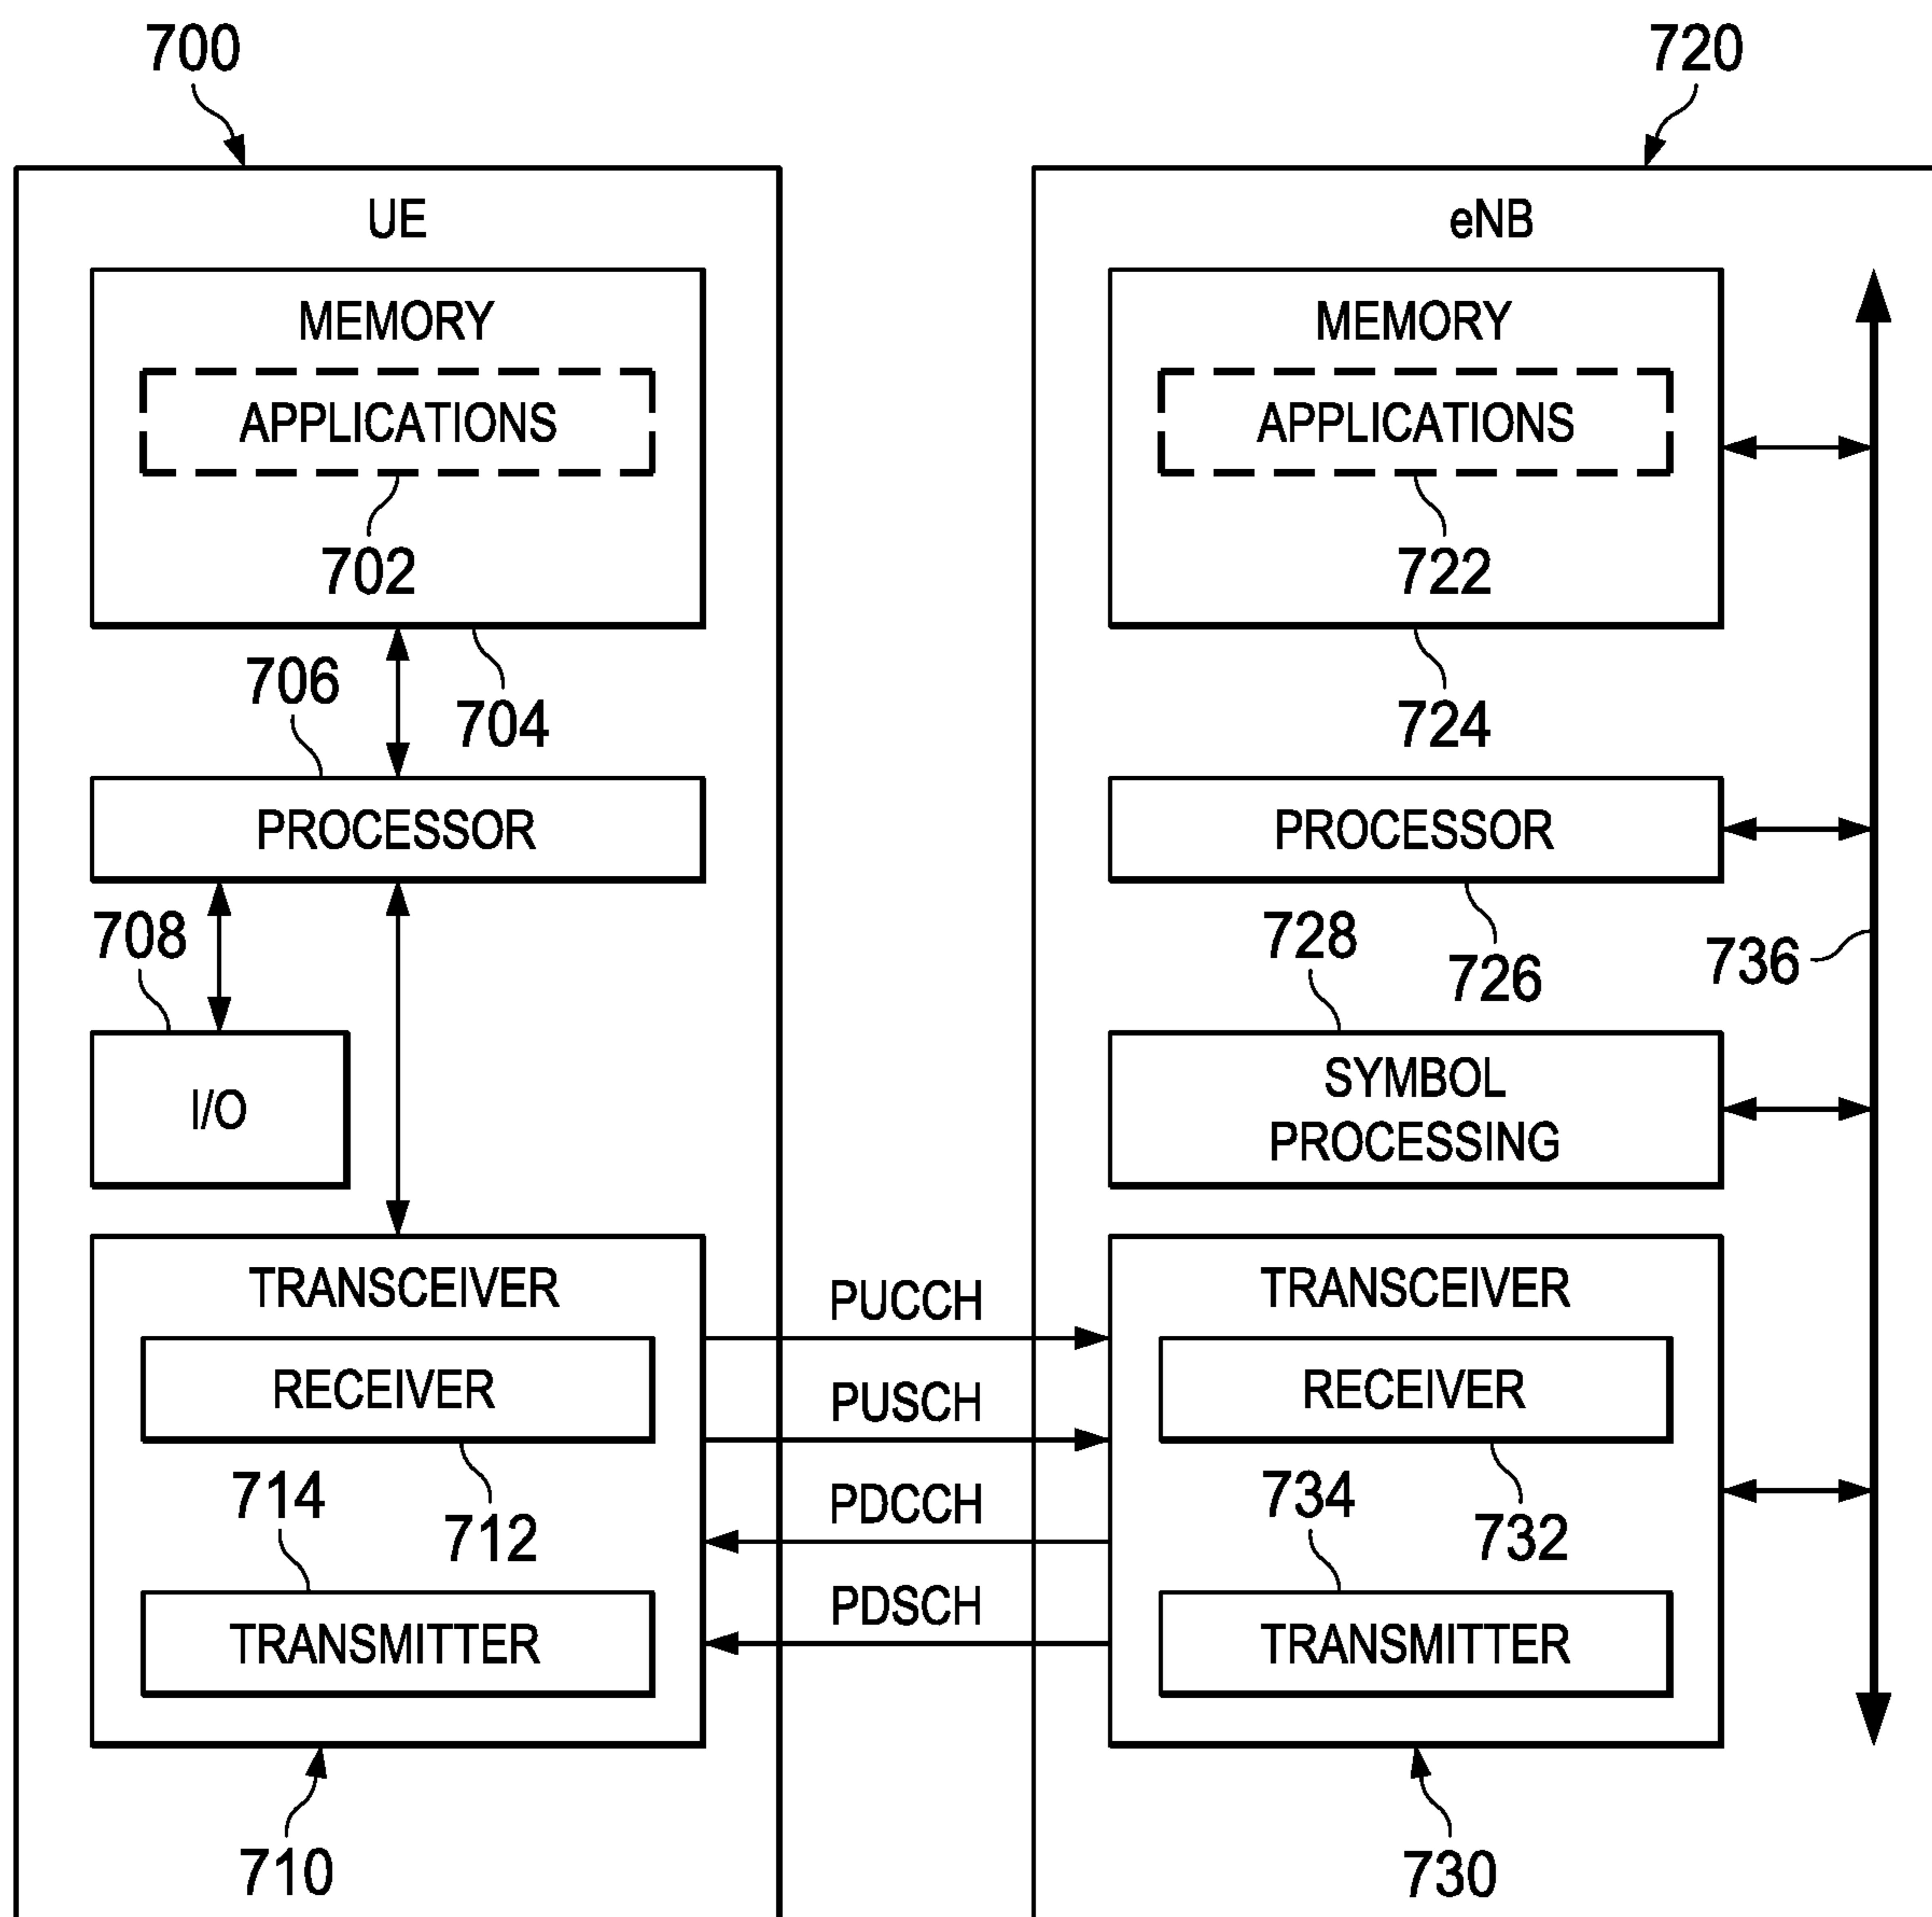 700
720
UE
eNB
MEMORY
MEMORY
APPLICATIONS
APPLICATIONS
702
722
706
704
724
PROCESSOR
PROCESSOR
708
728
726
736
I/O
SYMBOL
PROCESSING
TRANSCEIVER
PUCCH
TRANSCEIVER
RECEIVER
PUSCH
RECEIVER
714
712
PDCCH
734
732
TRANSMITTER
PDSCH
TRANSMITTER
710
730